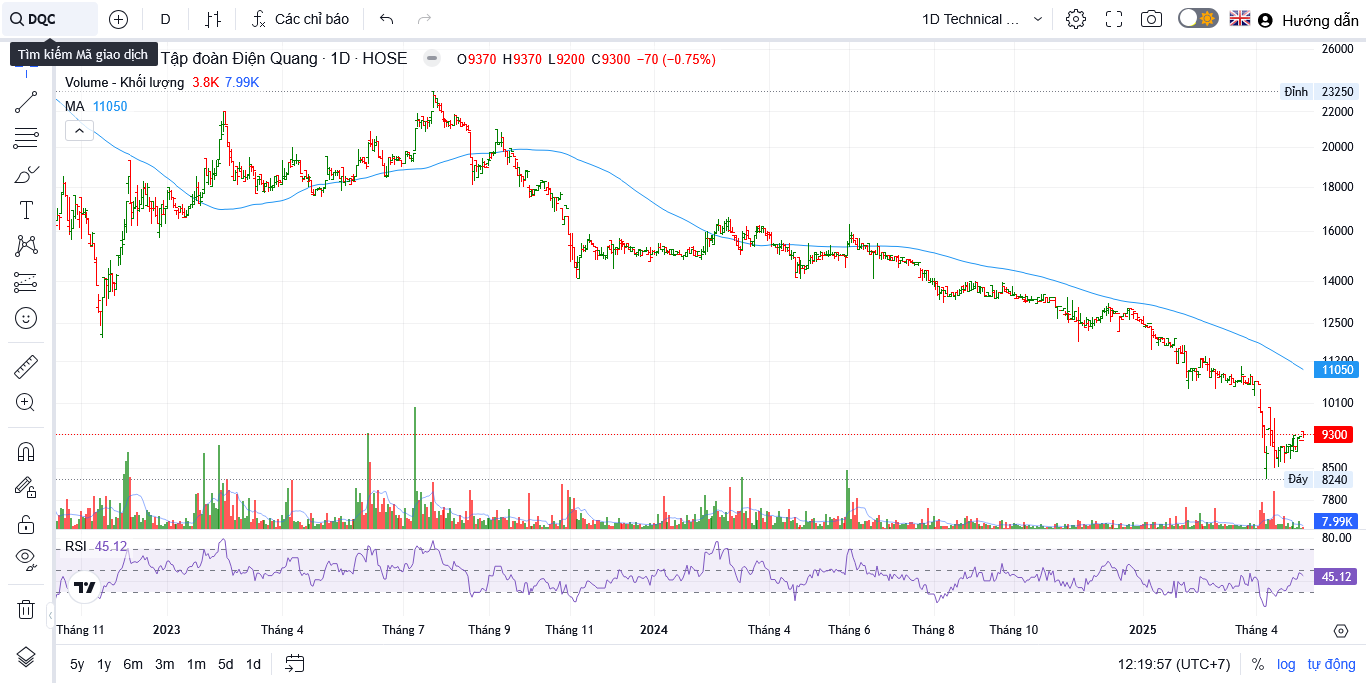 DQC D Các chỉ báo 1D Technical ... Hướng dẫn
Tìm kiếm Mã giao dịch
Tập đoàn Điện Quang · 1D · HOSE O9370 H9370 L9200 C9300 −70 (−0.75%)
Volume - Khối lượng 3.8K 7.99K
MA 11050
26000
Đỉnh 23250
22000
20000
18000
16000
14000
12500
11200
11050
10100
9300
8500
Đáy 8240
7800
7.99K
RSI 45.12
80.00
45.12
Tháng 11 2023 Tháng 4 Tháng 7 Tháng 9 Tháng 11 2024 Tháng 4 Tháng 6 Tháng 8 Tháng 10 2025 Tháng 4
5y 1y 6m 3m 1m 5d 1d 12:19:57 (UTC+7) % log tự động